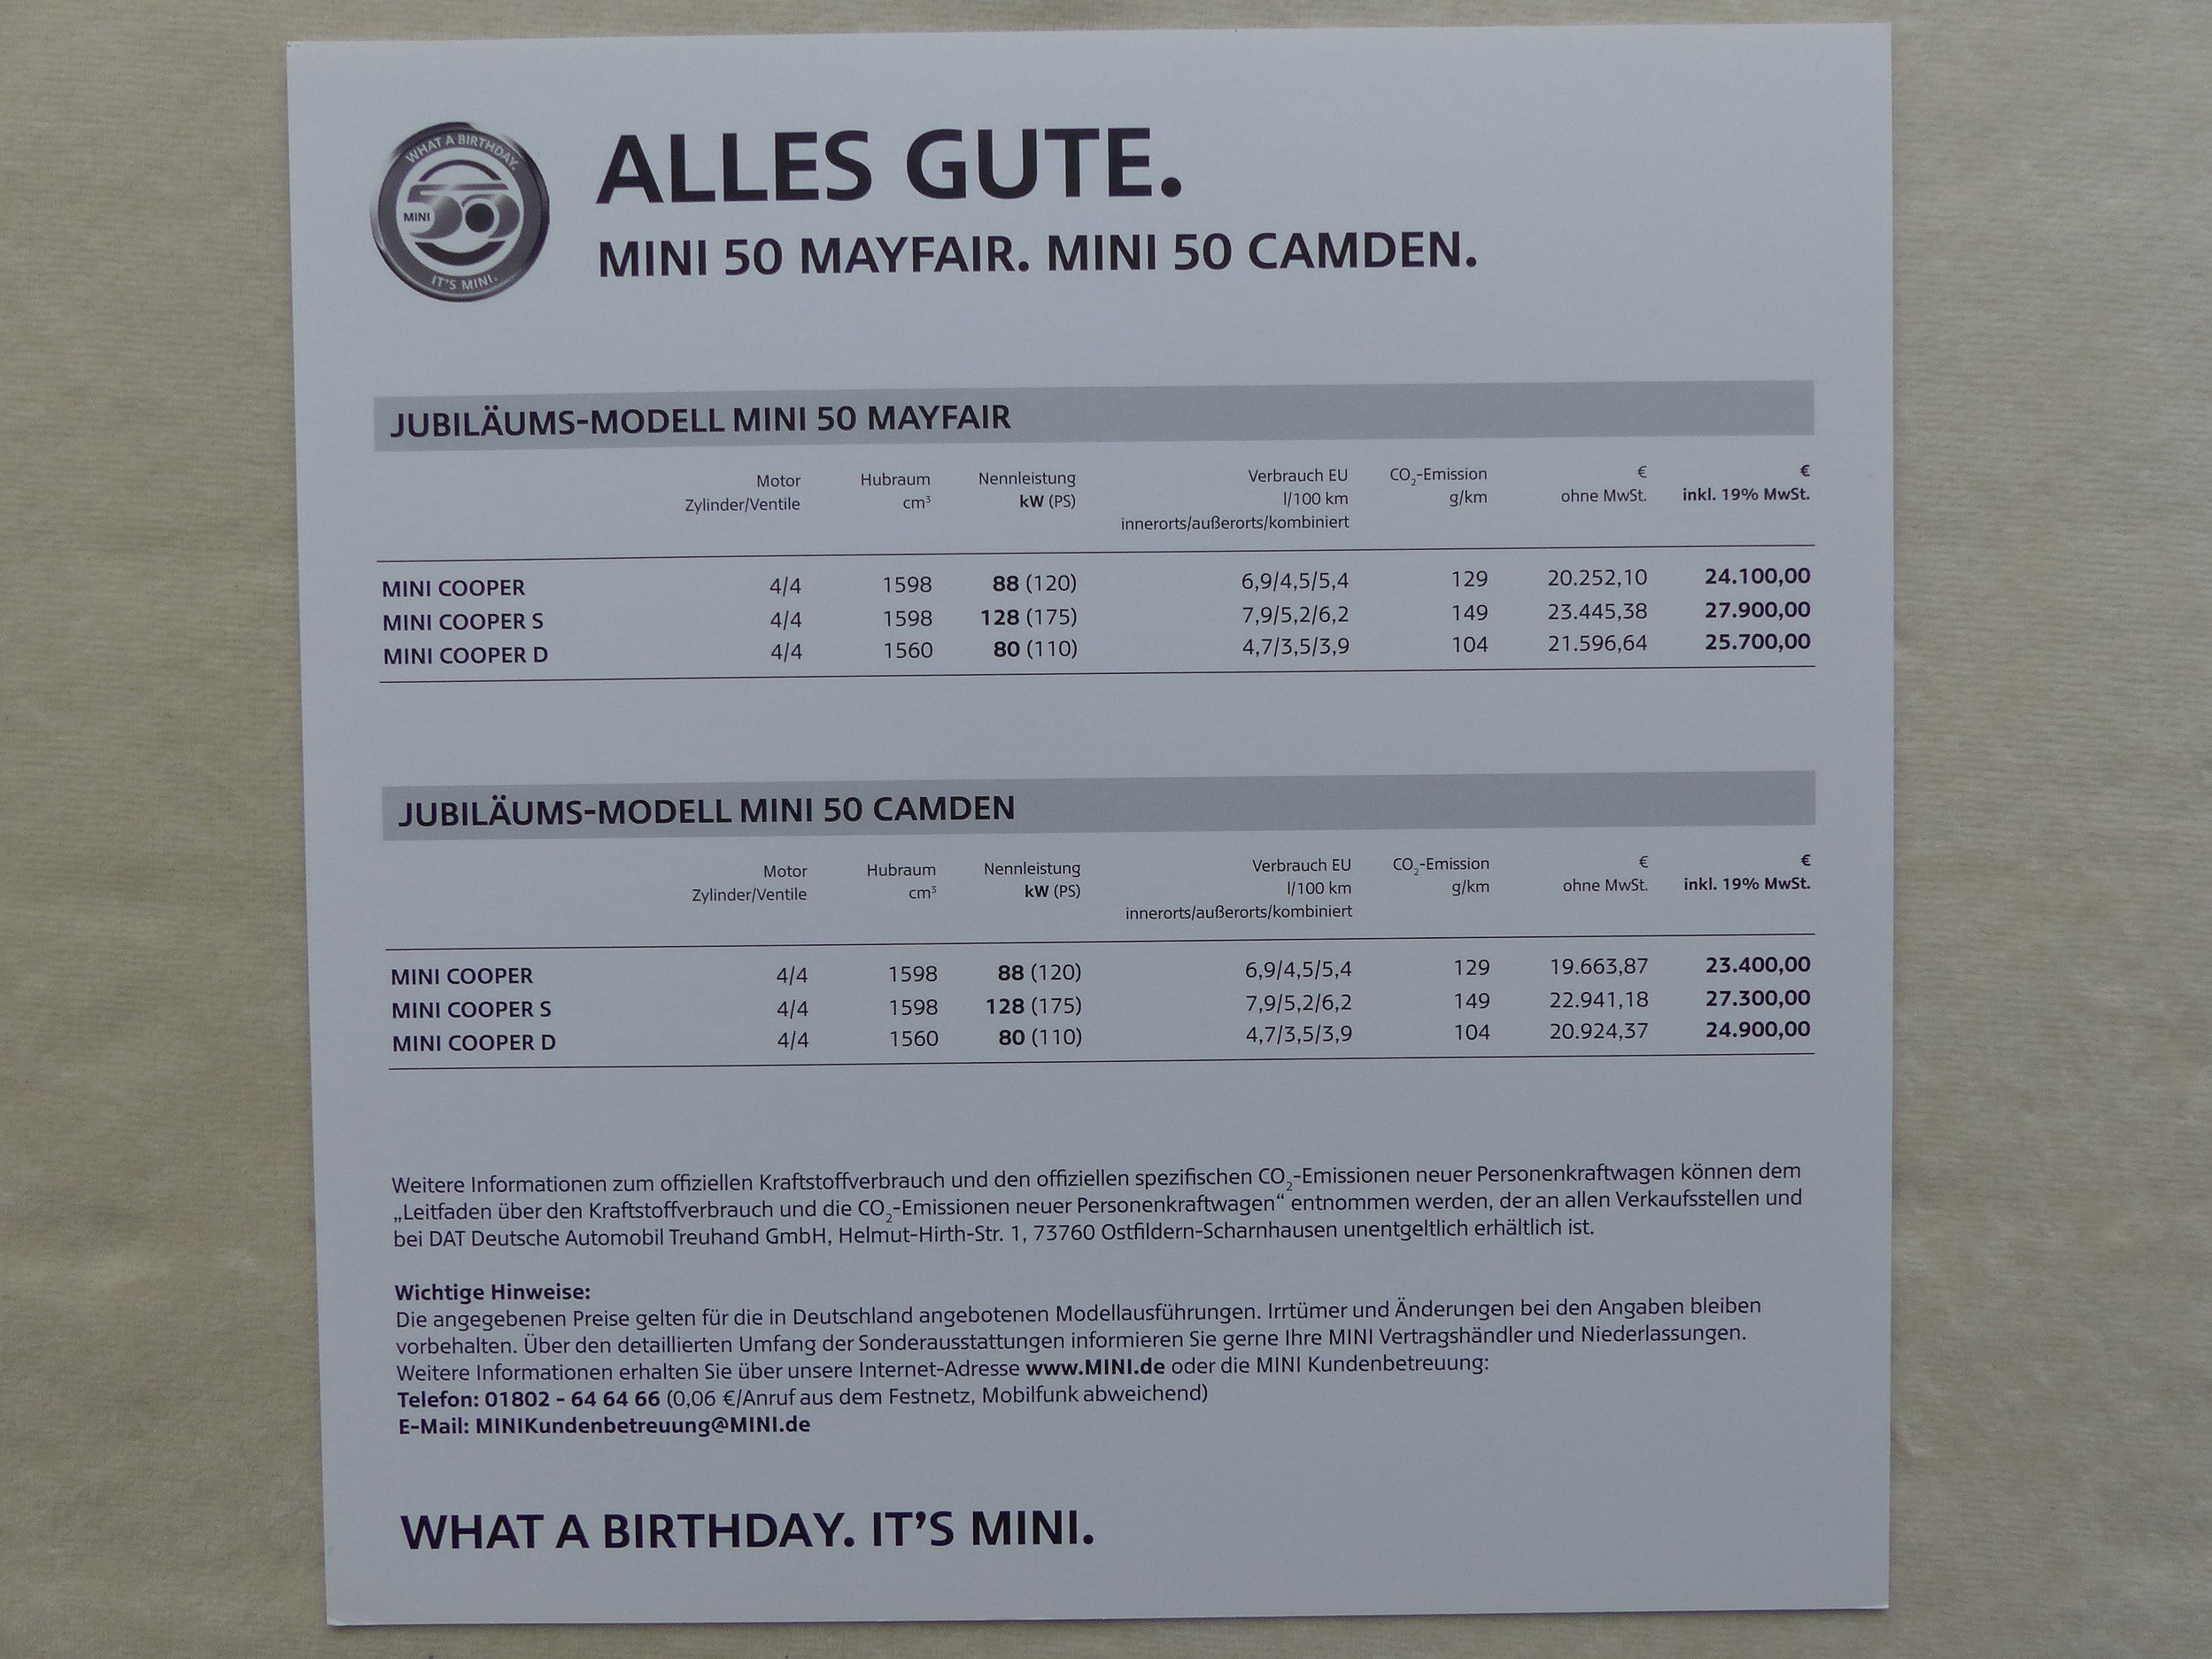 WHAT A BIRTHDAY.
MINI 50
IT'S MINI.
ALLES GUTE.
MINI 50 MAYFAIR. MINI 50 CAMDEN.
JUBILÄUMS-MODELL MINI 50 MAYFAIR
Motor Hubraum Nennleistung Verbrauch EU CO₂-Emission € €
Zylinder/Ventile cm³ kW (PS) l/100 km g/km ohne MwSt. inkl. 19% MwSt.
innerorts/außerorts/kombiniert
MINI COOPER 4/4 1598 88 (120) 6,9/4,5/5,4 129 20.252,10 24.100,00
MINI COOPER S 4/4 1598 128 (175) 7,9/5,2/6,2 149 23.445,38 27.900,00
MINI COOPER D 4/4 1560 80 (110) 4,7/3,5/3,9 104 21.596,64 25.700,00
JUBILÄUMS-MODELL MINI 50 CAMDEN
Motor Hubraum Nennleistung Verbrauch EU CO₂-Emission € €
Zylinder/Ventile cm³ kW (PS) l/100 km g/km ohne MwSt. inkl. 19% MwSt.
innerorts/außerorts/kombiniert
MINI COOPER 4/4 1598 88 (120) 6,9/4,5/5,4 129 19.663,87 23.400,00
MINI COOPER S 4/4 1598 128 (175) 7,9/5,2/6,2 149 22.941,18 27.300,00
MINI COOPER D 4/4 1560 80 (110) 4,7/3,5/3,9 104 20.924,37 24.900,00
Weitere Informationen zum offiziellen Kraftstoffverbrauch und den offiziellen spezifischen CO₂-Emissionen neuer Personenkraftwagen können dem
„Leitfaden über den Kraftstoffverbrauch und die CO₂-Emissionen neuer Personenkraftwagen“ entnommen werden, der an allen Verkaufsstellen und
bei DAT Deutsche Automobil Treuhand GmbH, Helmut-Hirth-Str. 1, 73760 Ostfildern-Scharnhausen unentgeltlich erhältlich ist.
Wichtige Hinweise:
Die angegebenen Preise gelten für die in Deutschland angebotenen Modellausführungen. Irrtümer und Änderungen bei den Angaben bleiben
vorbehalten. Über den detaillierten Umfang der Sonderausstattungen informieren Sie gerne Ihre MINI Vertragshändler und Niederlassungen.
Weitere Informationen erhalten Sie über unsere Internet-Adresse www.MINI.de oder die MINI Kundenbetreuung:
Telefon: 01802 - 64 64 66 (0,06 €/Anruf aus dem Festnetz, Mobilfunk abweichend)
E-Mail: MINIKundenbetreuung@MINI.de
WHAT A BIRTHDAY. IT’S MINI.